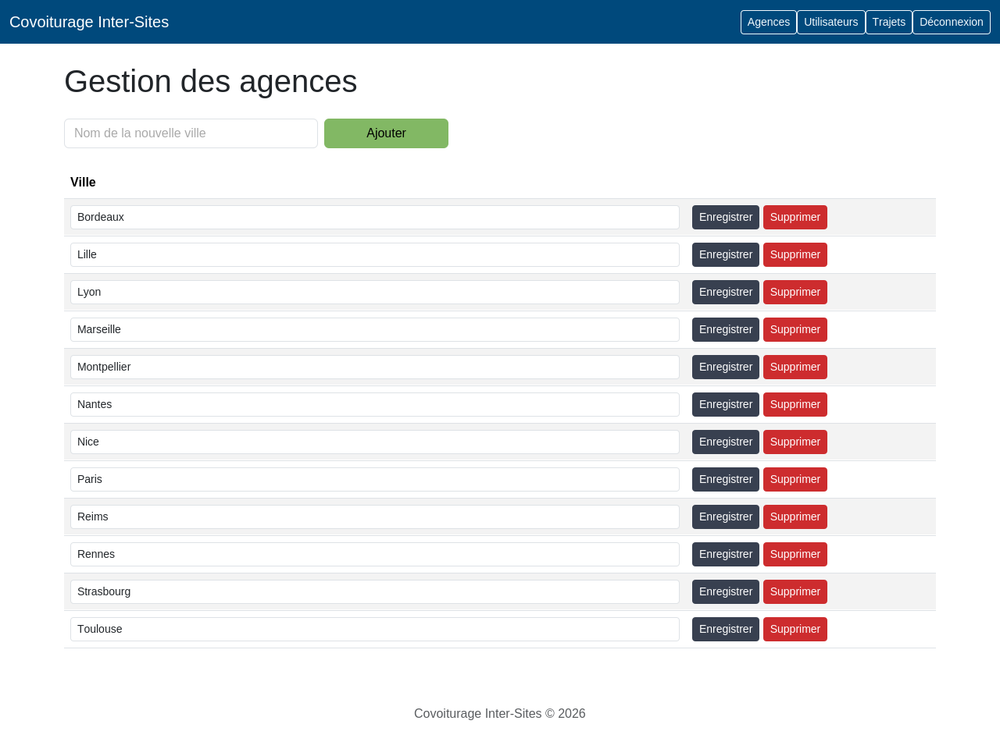 Covoiturage Inter-Sites Agences Utilisateurs Trajets Déconnexion
Gestion des agences
Nom de la nouvelle ville Ajouter
Ville
Bordeaux Enregistrer Supprimer
Lille Enregistrer Supprimer
Lyon Enregistrer Supprimer
Marseille Enregistrer Supprimer
Montpellier Enregistrer Supprimer
Nantes Enregistrer Supprimer
Nice Enregistrer Supprimer
Paris Enregistrer Supprimer
Reims Enregistrer Supprimer
Rennes Enregistrer Supprimer
Strasbourg Enregistrer Supprimer
Toulouse Enregistrer Supprimer
Covoiturage Inter-Sites © 2026